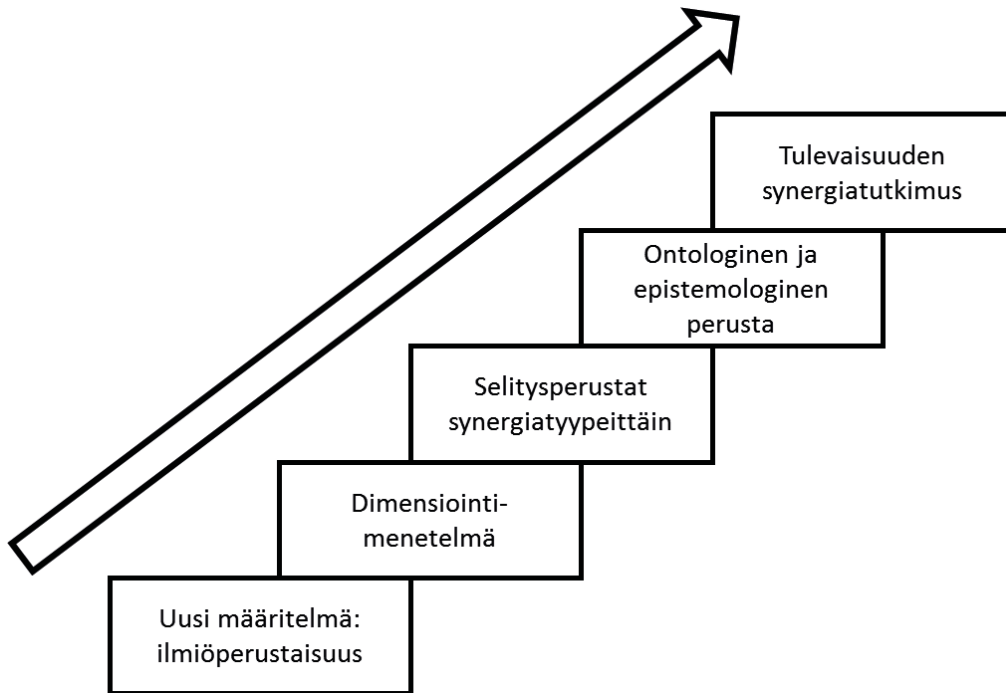 Tulevaisuuden
synergiatutkimus
Ontologinen ja
epistemologinen
perusta
Selitysperustat
synergiatyypeittäin
Dimensiointi-
menetelmä
Uusi määritelmä:
ilmiöperustaisuus